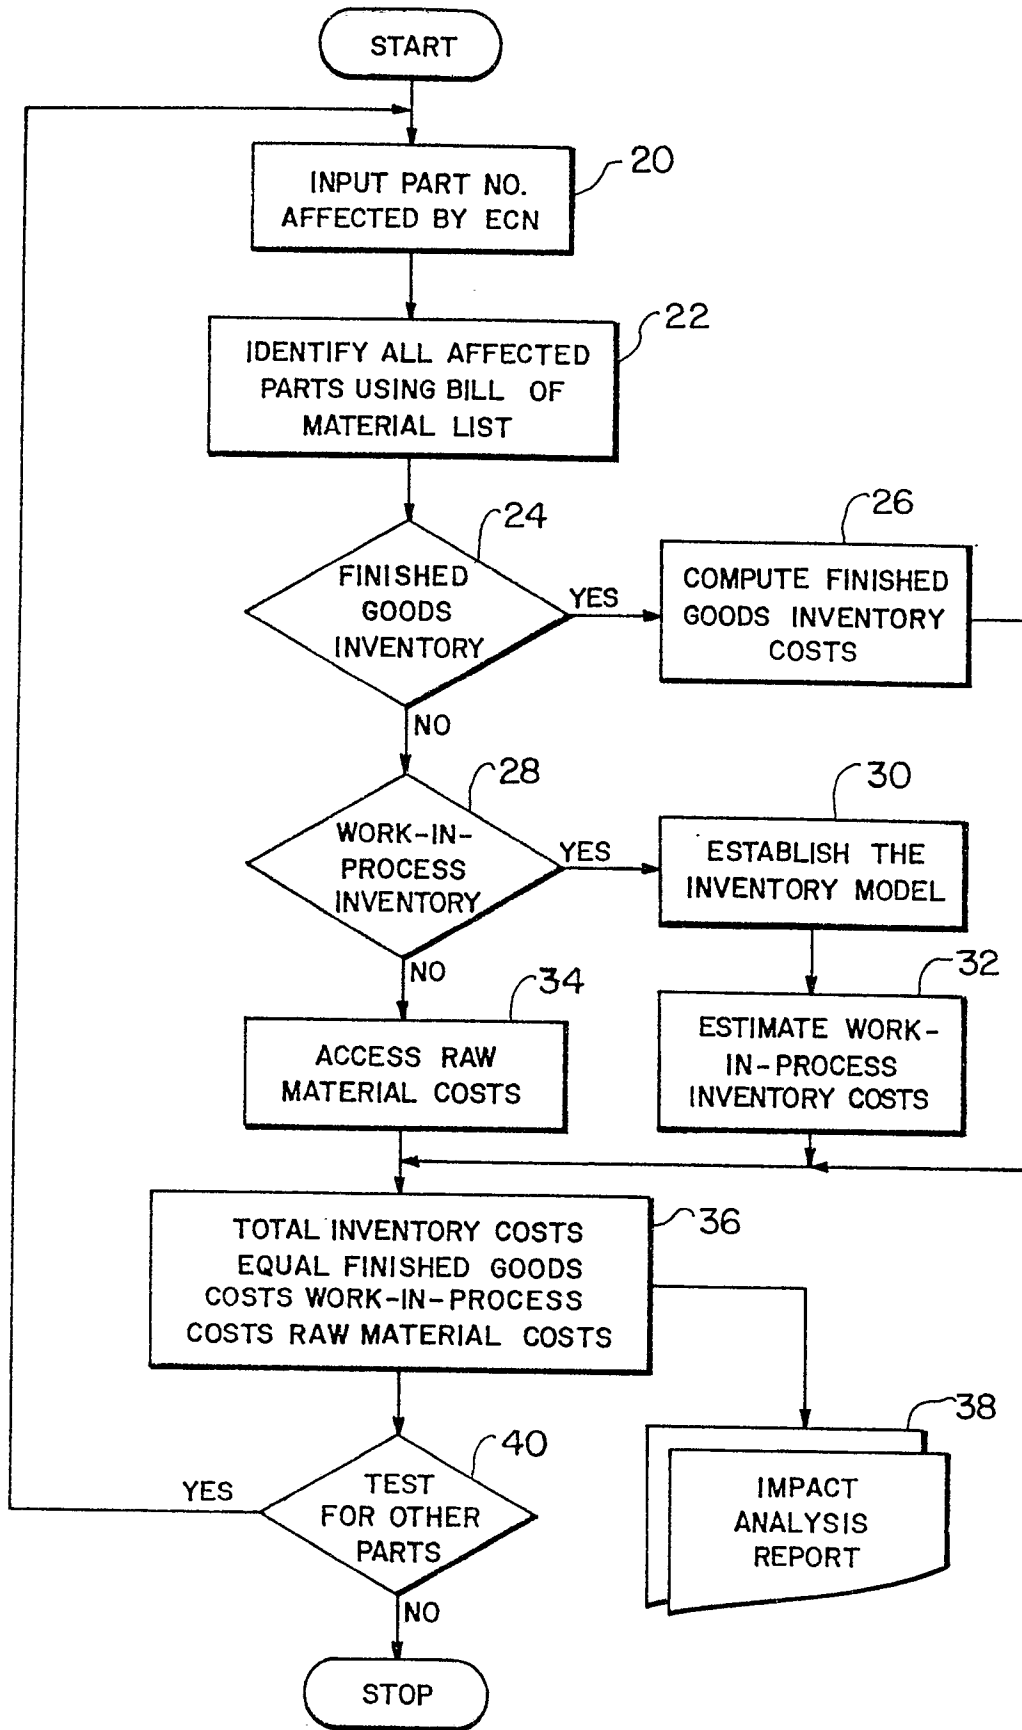 START
INPUT PART NO.
AFFECTED BY ECN
20
IDENTIFY ALL AFFECTED
PARTS USING BILL OF
MATERIAL LIST
22
FINISHED
GOODS
INVENTORY
24
YES
NO
COMPUTE FINISHED
GOODS INVENTORY
COSTS
26
WORK-IN-
PROCESS
INVENTORY
28
YES
NO
ESTABLISH THE
INVENTORY MODEL
30
ESTIMATE WORK-
IN-PROCESS
INVENTORY COSTS
32
ACCESS RAW
MATERIAL COSTS
34
TOTAL INVENTORY COSTS
EQUAL FINISHED GOODS
COSTS WORK-IN-PROCESS
COSTS RAW MATERIAL COSTS
36
IMPACT
ANALYSIS
REPORT
38
TEST
FOR OTHER
PARTS
40
YES
NO
STOP